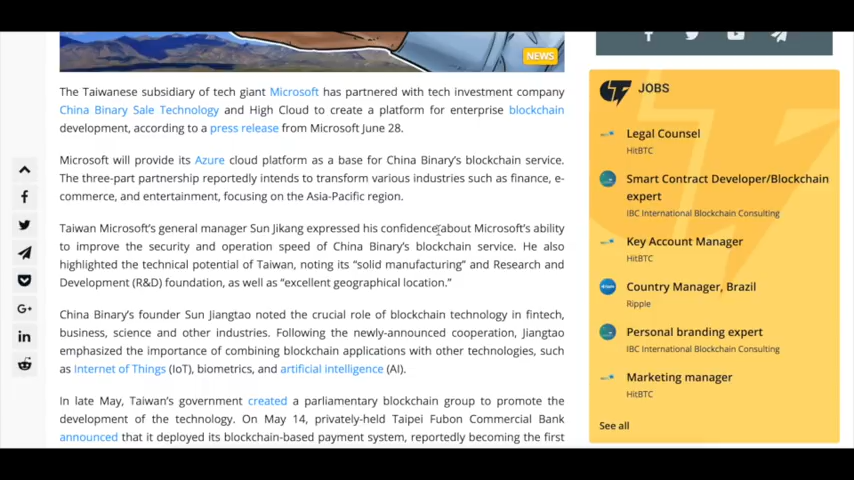 NEWS
The Taiwanese subsidiary of tech giant Microsoft has partnered with tech investment company
China Binary Sale Technology and High Cloud to create a platform for enterprise blockchain
development, according to a press release from Microsoft June 28.
Microsoft will provide its Azure cloud platform as a base for China Binary's blockchain service.
The three-part partnership reportedly intends to transform various industries such as finance, e-
commerce, and entertainment, focusing on the Asia-Pacific region.
Taiwan Microsoft's general manager Sun Jikang expressed his confidence about Microsoft's ability
to improve the security and operation speed of China Binary's blockchain service. He also
highlighted the technical potential of Taiwan, noting its "solid manufacturing" and Research and
Development (R&D) foundation, as well as "excellent geographical location."
China Binary's founder Sun Jiangtao noted the crucial role of blockchain technology in fintech,
business, science and other industries. Following the newly-announced cooperation, Jiangtao
emphasized the importance of combining blockchain applications with other technologies, such
as Internet of Things (IoT), biometrics, and artificial intelligence (AI).
In late May, Taiwan's government created a parliamentary blockchain group to promote the
development of the technology. On May 14, privately-held Taipei Fubon Commercial Bank
announced that it deployed its blockchain-based payment system, reportedly becoming the first
JOBS
Legal Counsel
HitBTC
Smart Contract Developer/Blockchain
expert
IBC International Blockchain Consulting
Key Account Manager
HitBTC
Country Manager, Brazil
Ripple
Personal branding expert
IBC International Blockchain Consulting
Marketing manager
HitBTC
See all